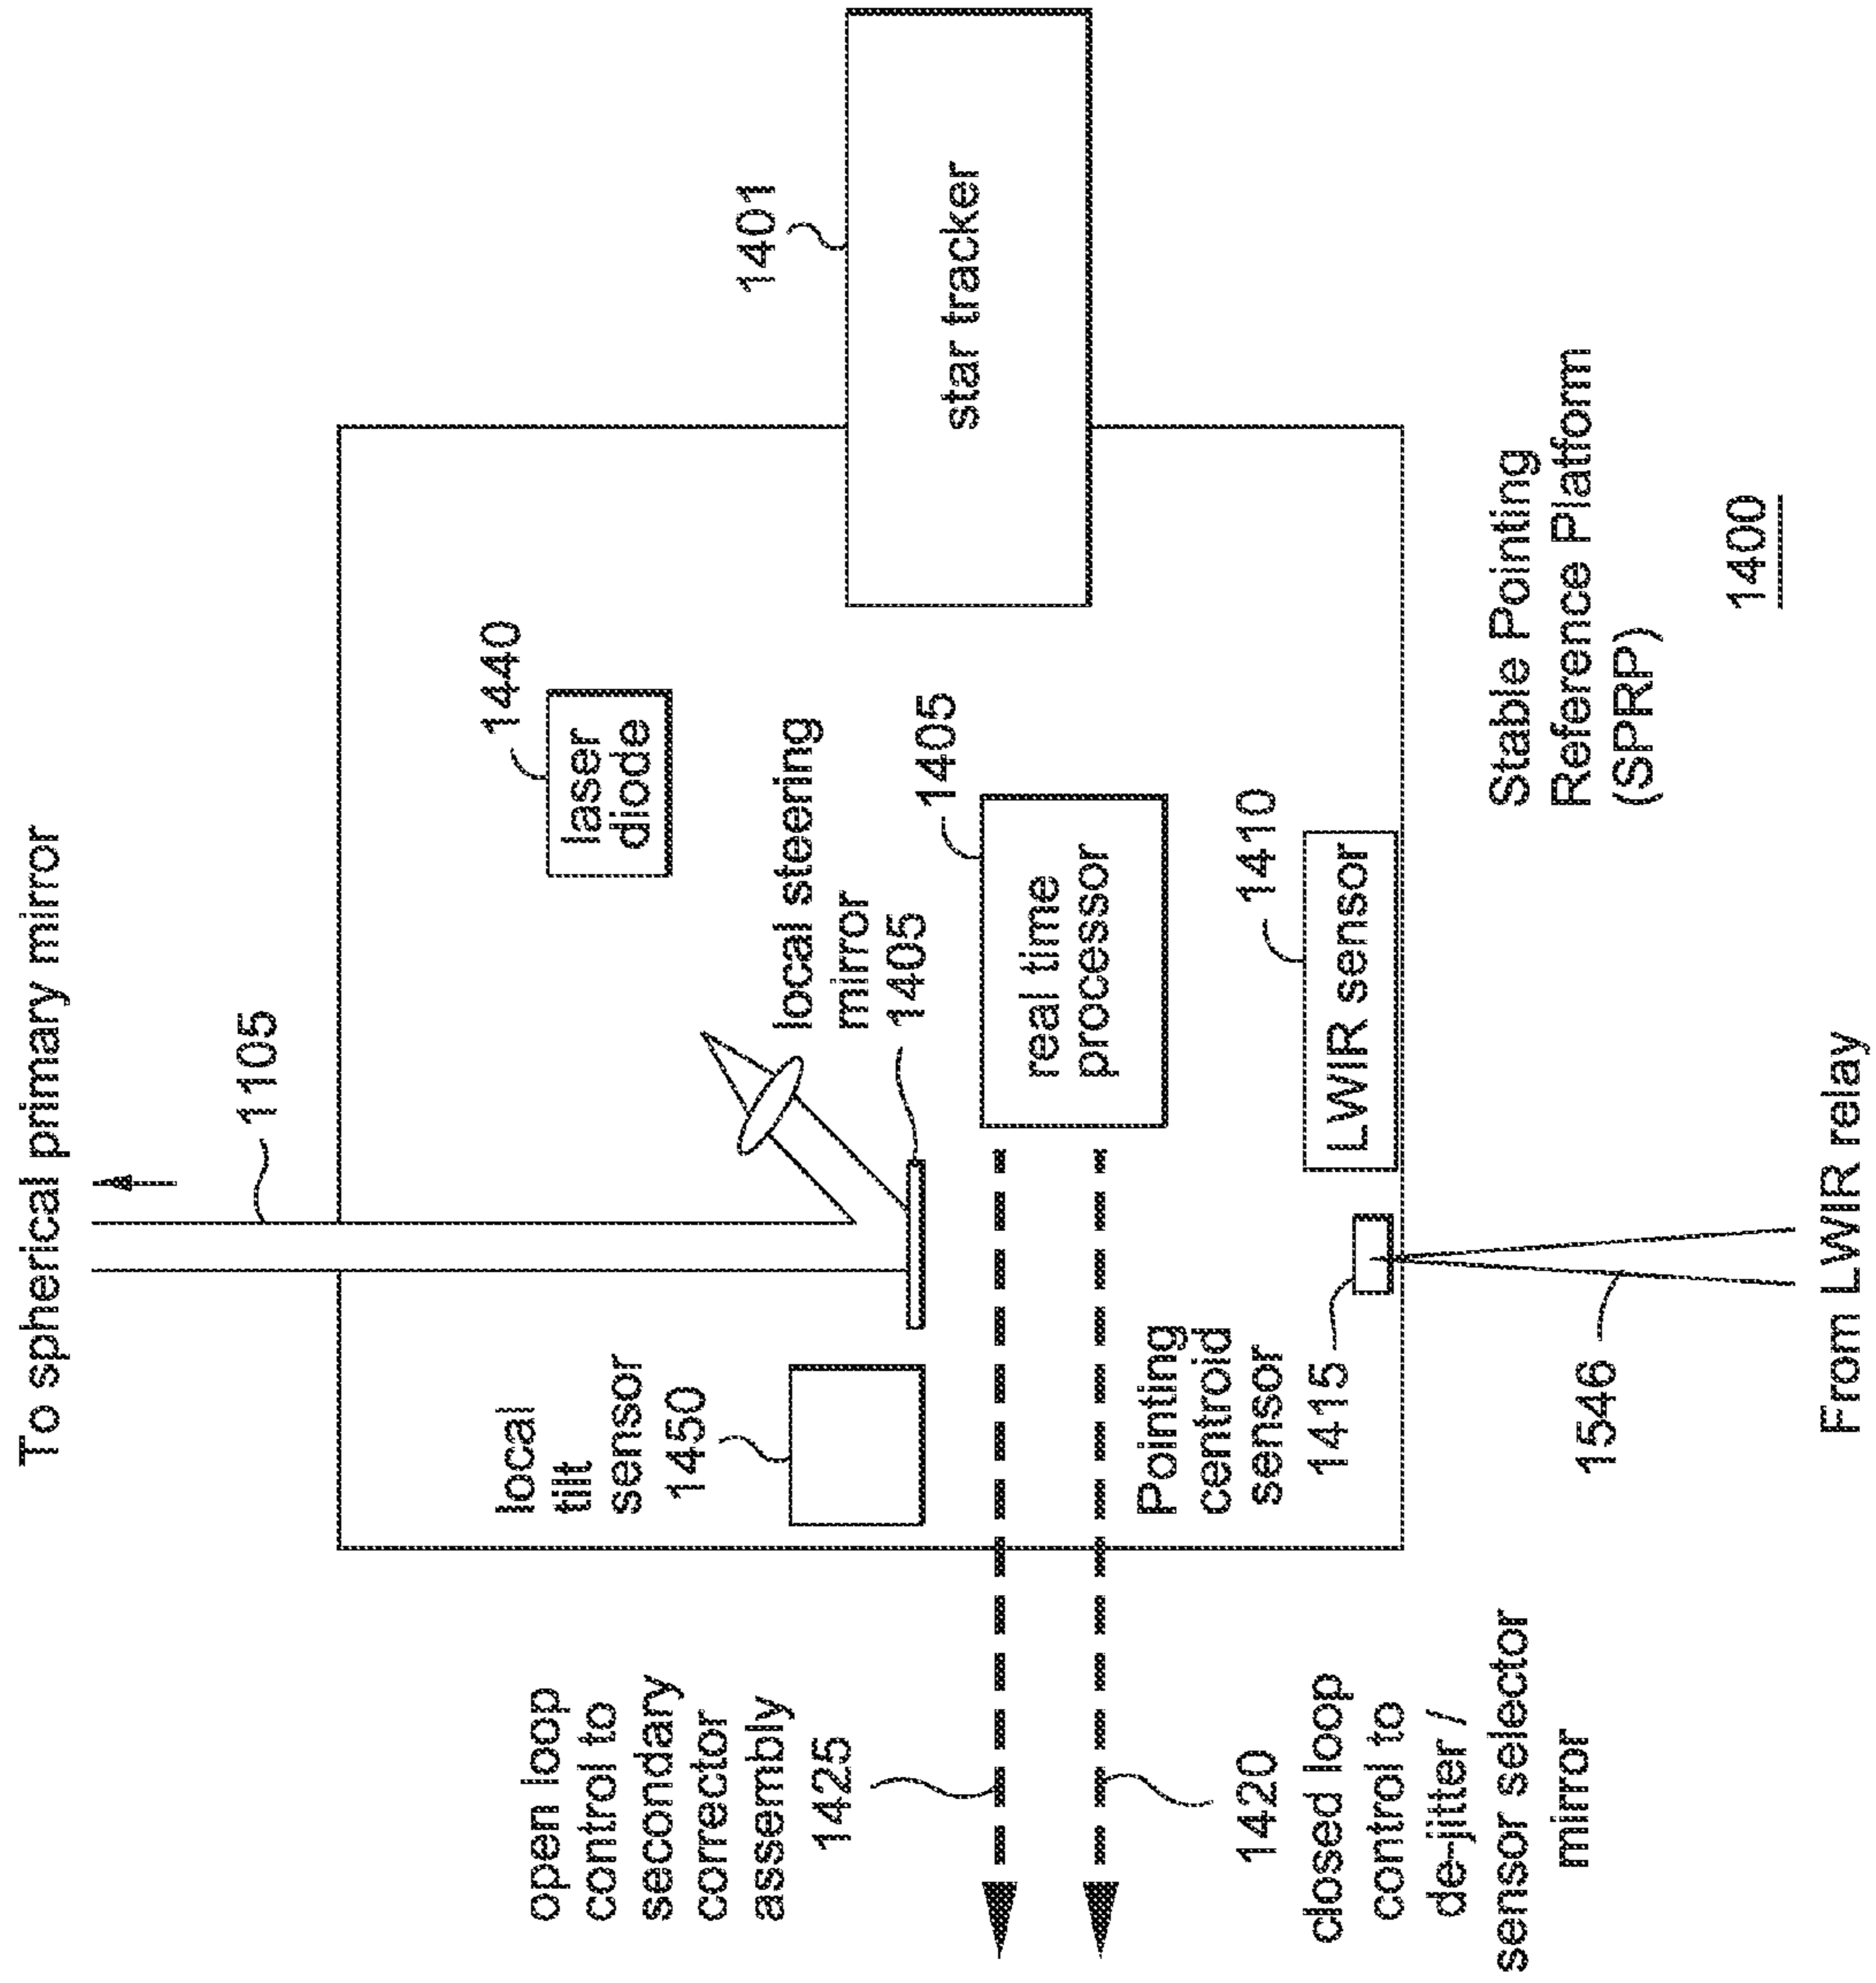 To spherical primary mirror
1105
local
tilt
sensor
1450
laser
diode
1440
local steering
mirror
1405
star tracker
1401
real time
processor
1405
LWIR sensor
1410
Pointing
centroid
sensor
1415
1546
From LWIR relay
open loop
control to
secondary
corrector
assembly
1425
1420
closed loop
control to
de-jitter /
sensor selector
mirror
Stable Pointing
Reference Platform
(SPRP)
1400